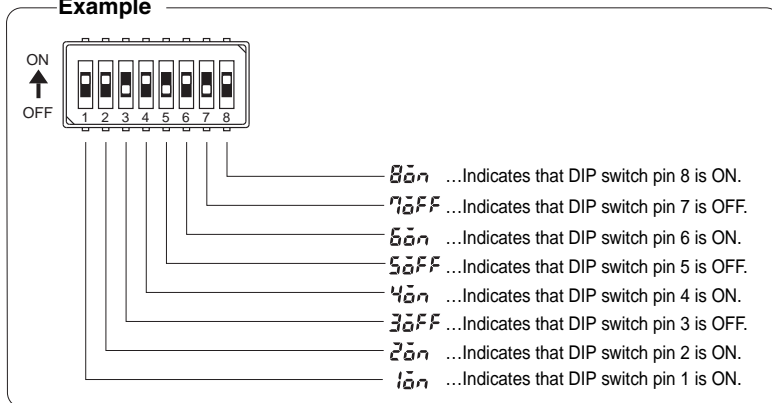 Example
ON
OFF
1 2 3 4 5 6 7 8
8on ...Indicates that DIP switch pin 8 is ON.
7oFF ...Indicates that DIP switch pin 7 is OFF.
6on ...Indicates that DIP switch pin 6 is ON.
5oFF ...Indicates that DIP switch pin 5 is OFF.
4on ...Indicates that DIP switch pin 4 is ON.
3oFF ...Indicates that DIP switch pin 3 is OFF.
2on ...Indicates that DIP switch pin 2 is ON.
1on ...Indicates that DIP switch pin 1 is ON.